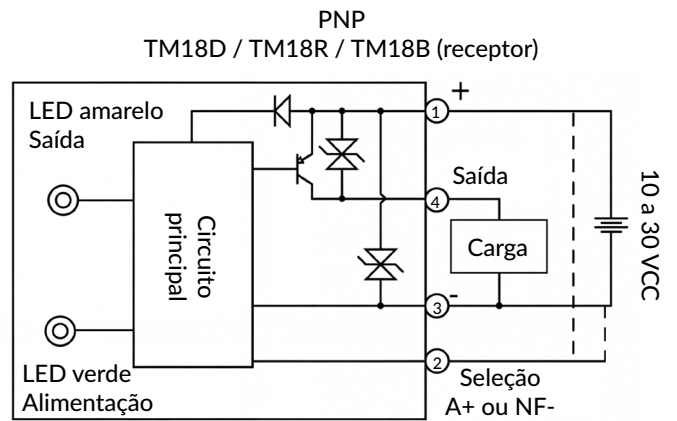 PNP
TM18D / TM18R / TM18B (receptor)
LED amarelo
Saída
Circuito
principal
LED verde
Alimentação
1
+
4
Saída
Carga
3
-
2
Seleção
A+ ou NF-
10 a 30 VCC